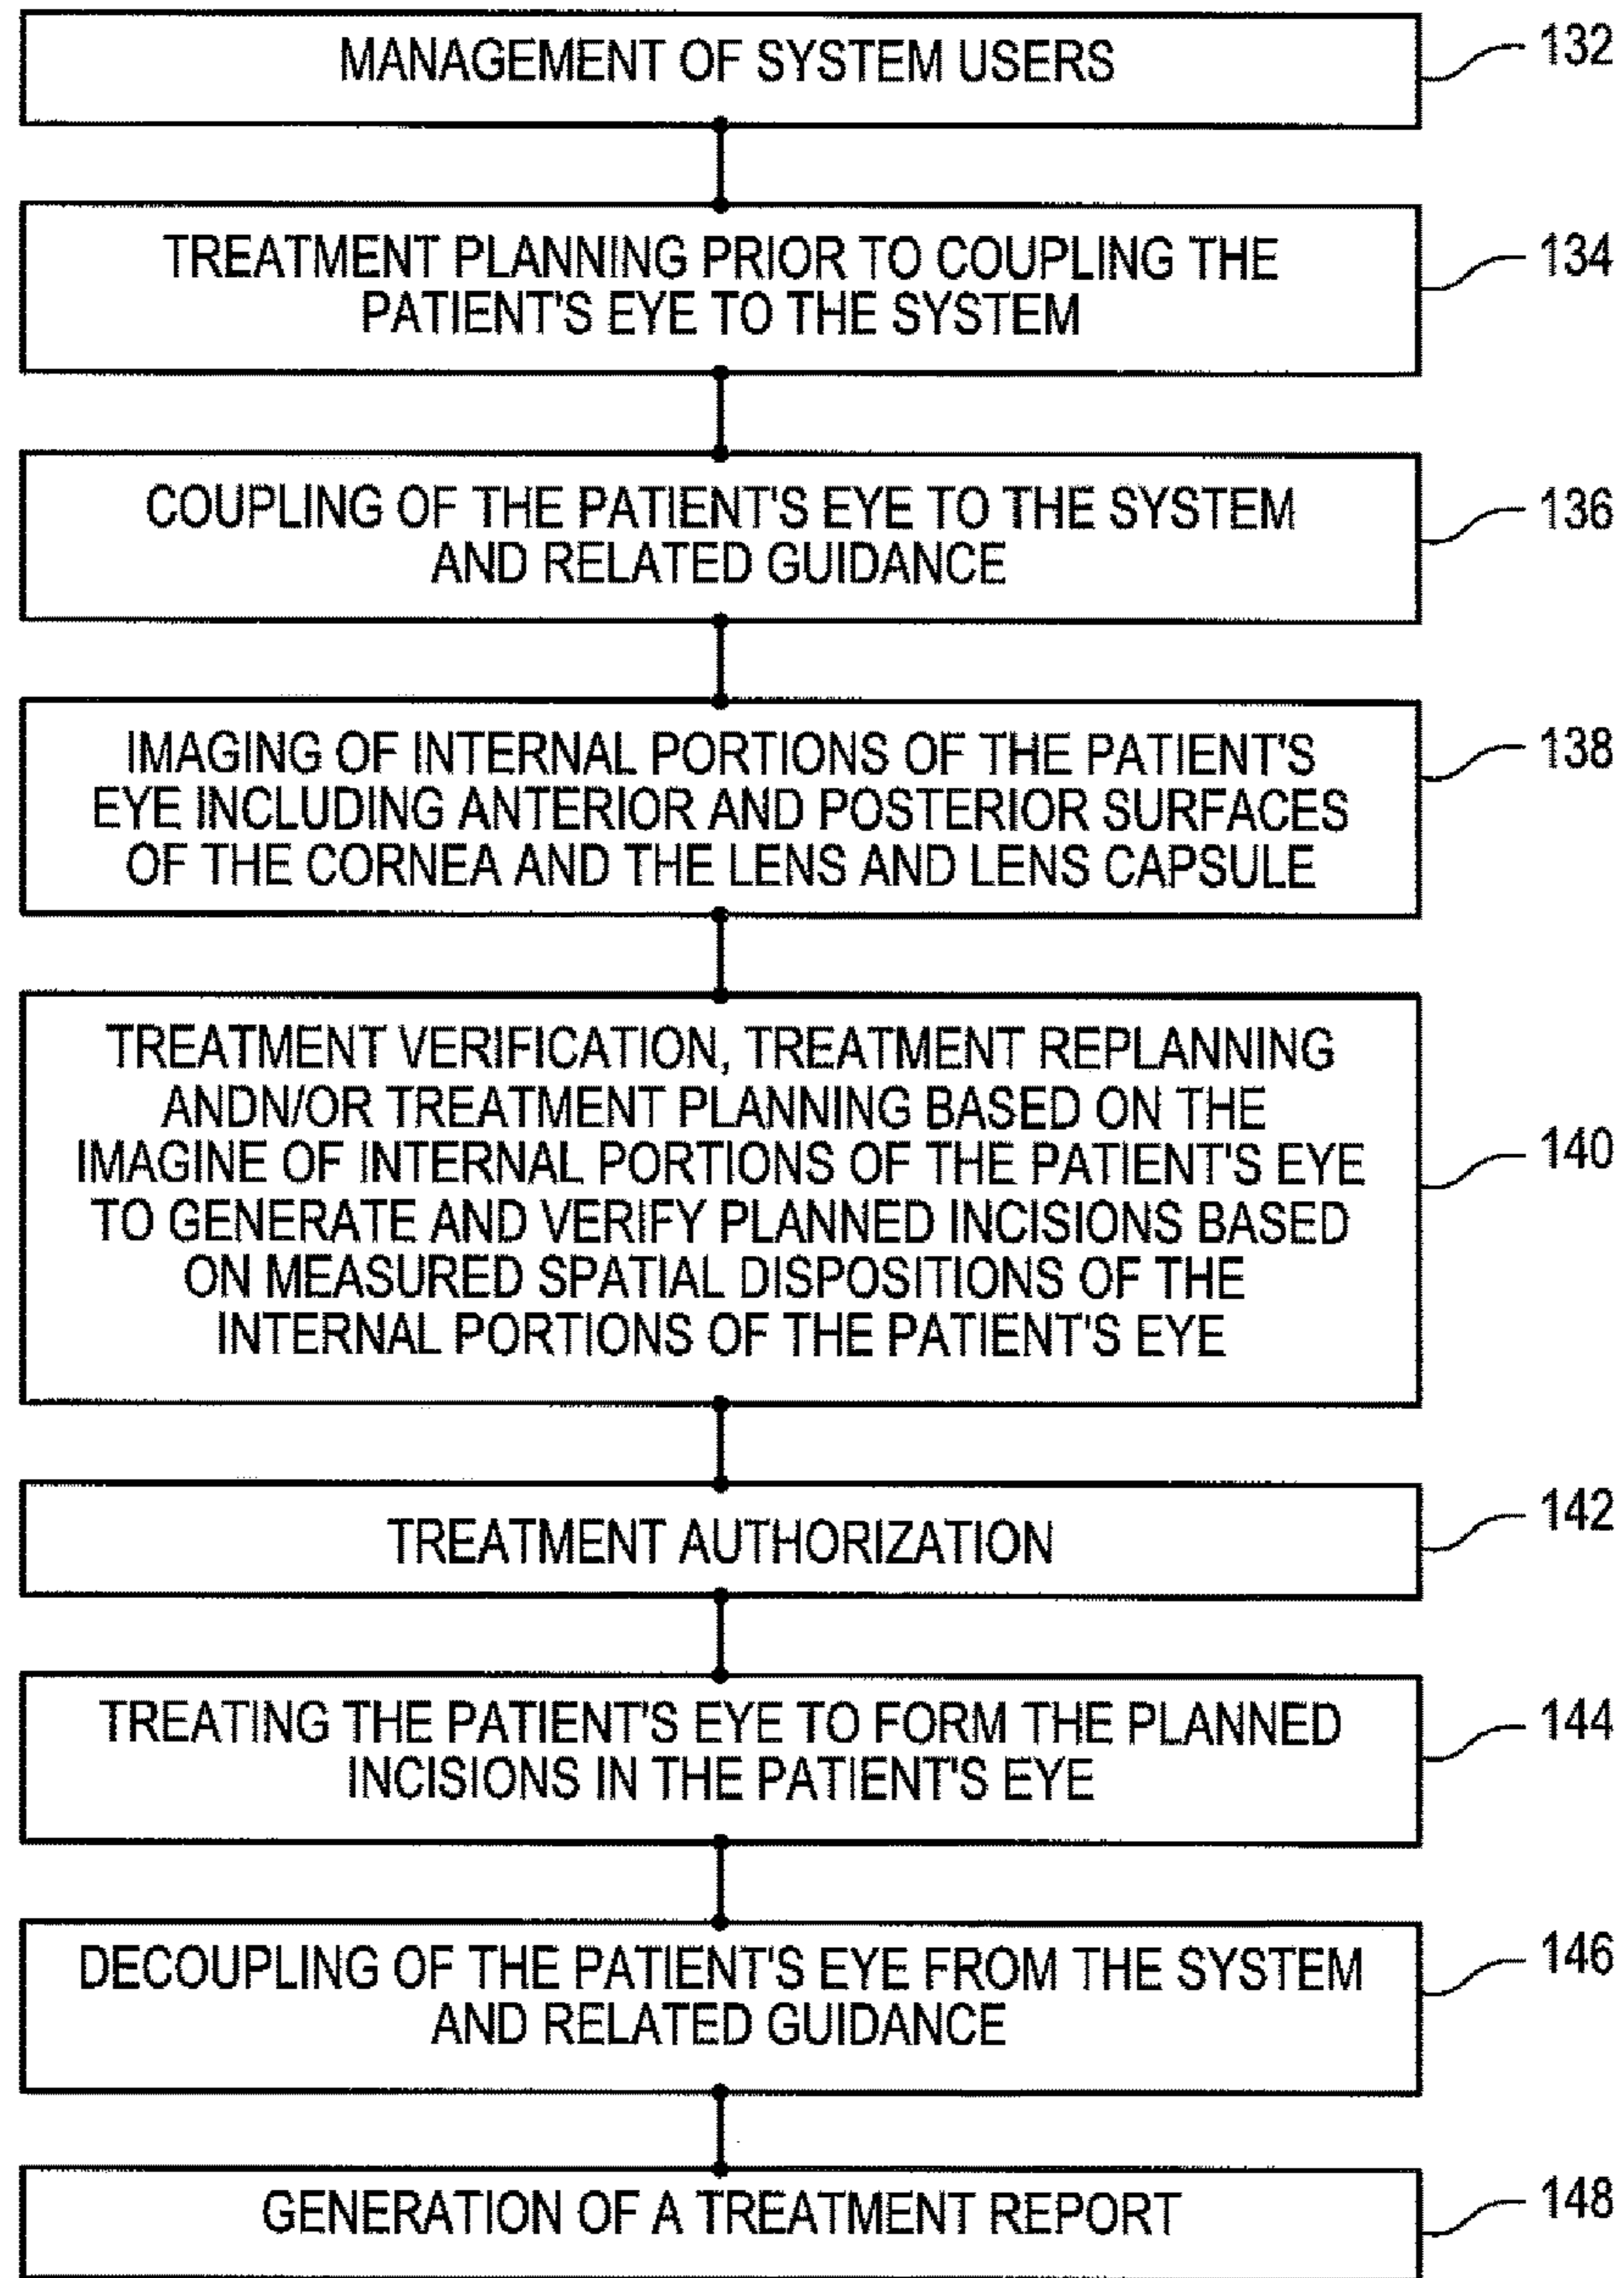 MANAGEMENT OF SYSTEM USERS
132
TREATMENT PLANNING PRIOR TO COUPLING THE
PATIENT'S EYE TO THE SYSTEM
134
COUPLING OF THE PATIENT'S EYE TO THE SYSTEM
AND RELATED GUIDANCE
136
IMAGING OF INTERNAL PORTIONS OF THE PATIENT'S
EYE INCLUDING ANTERIOR AND POSTERIOR SURFACES
OF THE CORNEA AND THE LENS AND LENS CAPSULE
138
TREATMENT VERIFICATION, TREATMENT REPLANNING
ANDN/OR TREATMENT PLANNING BASED ON THE
IMAGINE OF INTERNAL PORTIONS OF THE PATIENT'S EYE
TO GENERATE AND VERIFY PLANNED INCISIONS BASED
ON MEASURED SPATIAL DISPOSITIONS OF THE
INTERNAL PORTIONS OF THE PATIENT'S EYE
140
TREATMENT AUTHORIZATION
142
TREATING THE PATIENT'S EYE TO FORM THE PLANNED
INCISIONS IN THE PATIENT'S EYE
144
DECOUPLING OF THE PATIENT'S EYE FROM THE SYSTEM
AND RELATED GUIDANCE
146
GENERATION OF A TREATMENT REPORT
148